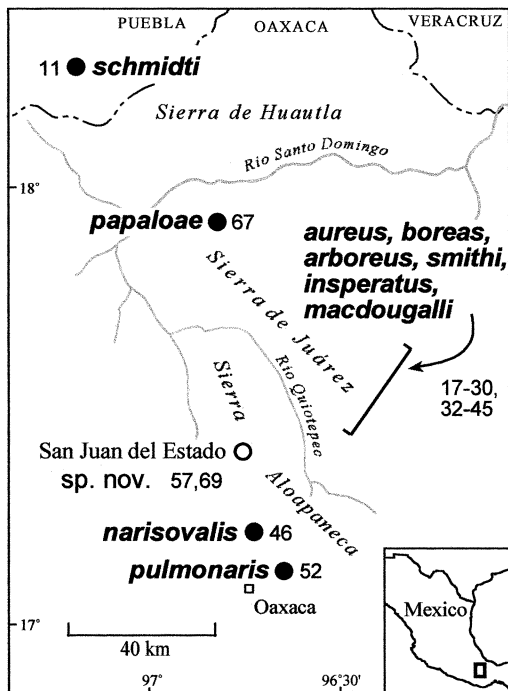 PUEBLA OAXACA VERACRUZ
11 schmidti
Sierra de Huautla
Rio Santo Domingo
18°
papaloae 67
aureus, boreas,
arboreus, smithi,
insperatus,
macdougalli
Sierra de Juárez
17-30,
32-45
Sierra
Aloapaneca
Rio Quiotepec
San Juan del Estado
sp. nov. 57,69
narisovalis 46
pulmonaris 52
Oaxaca
Mexico
17°
40 km
97° 96°30'